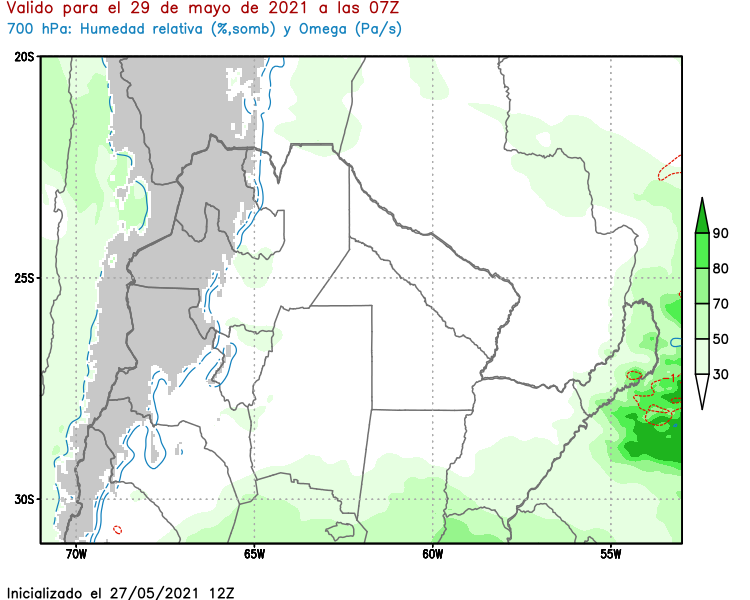 Valido para el 29 de mayo de 2021 a las 07Z
700 hPa: Humedad relativa (%,somb) y Omega (Pa/s)
20S
90
80
25S
70
50
30
30S
70W 65W 60W 55W
Inicializado el 27/05/2021 12Z